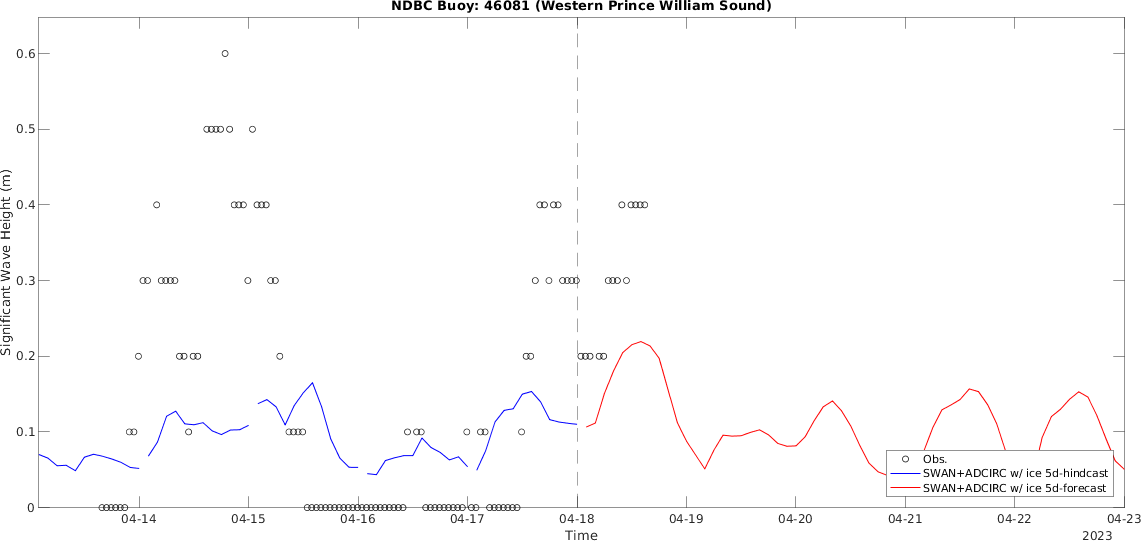 NDBC Buoy: 46081 (Western Prince William Sound)
Significant Wave Height (m)
0.6
0.5
0.4
0.3
0.2
0.1
0
04-14 04-15 04-16 04-17 04-18 04-19 04-20 04-21 04-22 04-23
Time
2023
Obs.
SWAN+ADCIRC w/ ice 5d-hindcast
SWAN+ADCIRC w/ ice 5d-forecast